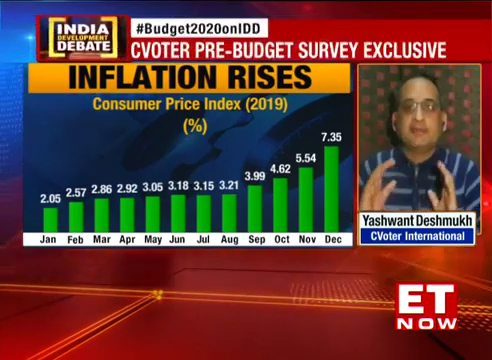 INDIA
DEVELOPMENT
DEBATE
#Budget2020onIDD
CVOTER PRE-BUDGET SURVEY EXCLUSIVE
INFLATION RISES
Consumer Price Index (2019)
(%)
2.05 2.57 2.86 2.92 3.05 3.18 3.15 3.21 3.99 4.62 5.54 7.35
Jan Feb Mar Apr May Jun Jul Aug Sep Oct Nov Dec
Yashwant Deshmukh
CVoter International
ET
NOW